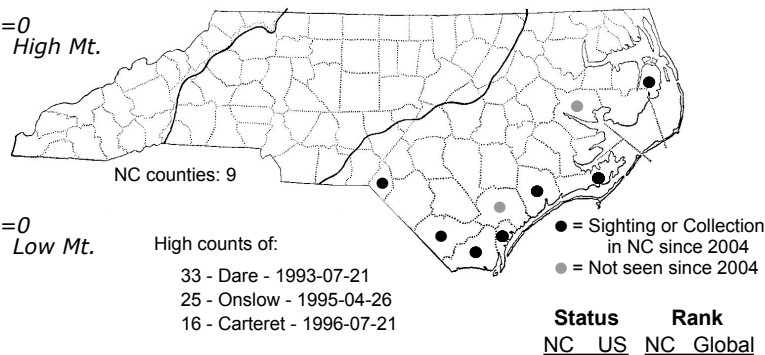 =0
High Mt.
NC counties: 9
=0
Low Mt.
High counts of:
33 - Dare - 1993-07-21
25 - Onslow - 1995-04-26
16 - Carteret - 1996-07-21
= Sighting or Collection
in NC since 2004
= Not seen since 2004
Status Rank
NC US NC Global